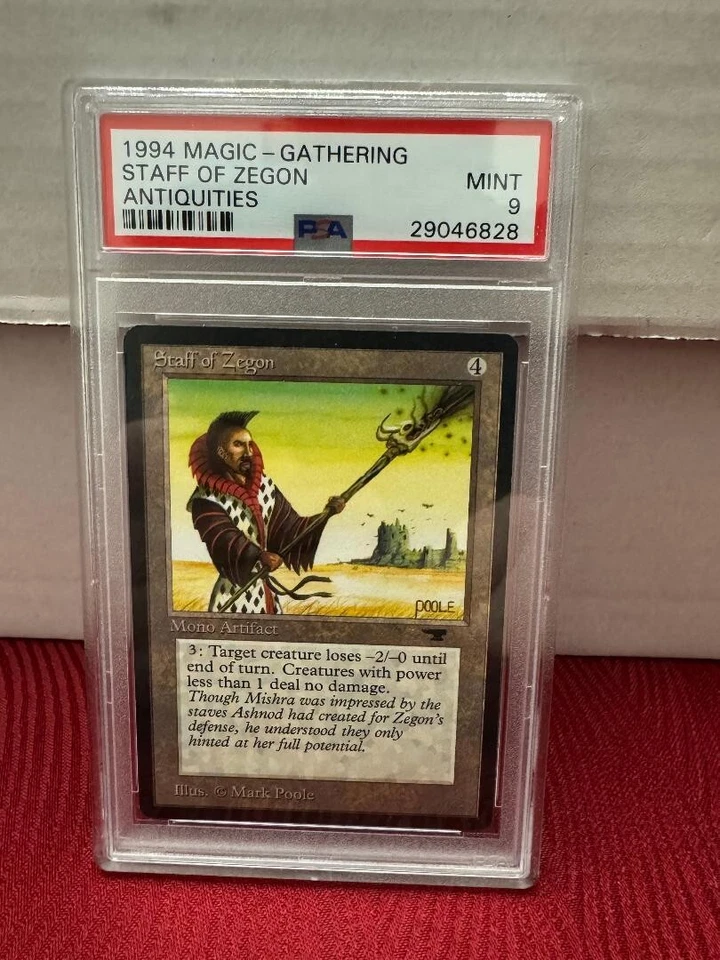 1994 MAGIC – GATHERING
STAFF OF ZEGON MINT
ANTIQUITIES 9
PSA 29046828
Staff of Zegon 4
POOLE
Mono Artifact
3: Target creature loses –2/–0 until
end of turn. Creatures with power
less than 1 deal no damage.
Though Mishra was impressed by the
staves Ashnod had created for Zegon's
defense, he understood they only
hinted at her full potential.
Illus. © Mark Poole